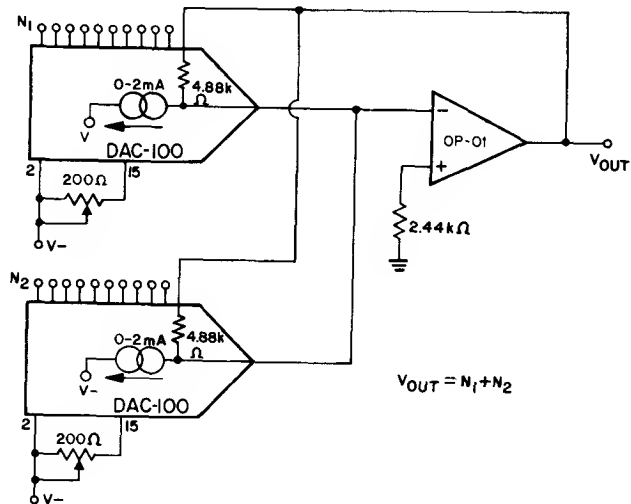 N1
4.88k
Ω
0-2mA
V
DAC-100
2
15
200Ω
V-
OP-01
-
+
VOUT
2.44kΩ
N2
4.88k
Ω
0-2mA
V-
DAC-100
2
15
200Ω
V-
VOUT = N1+N2